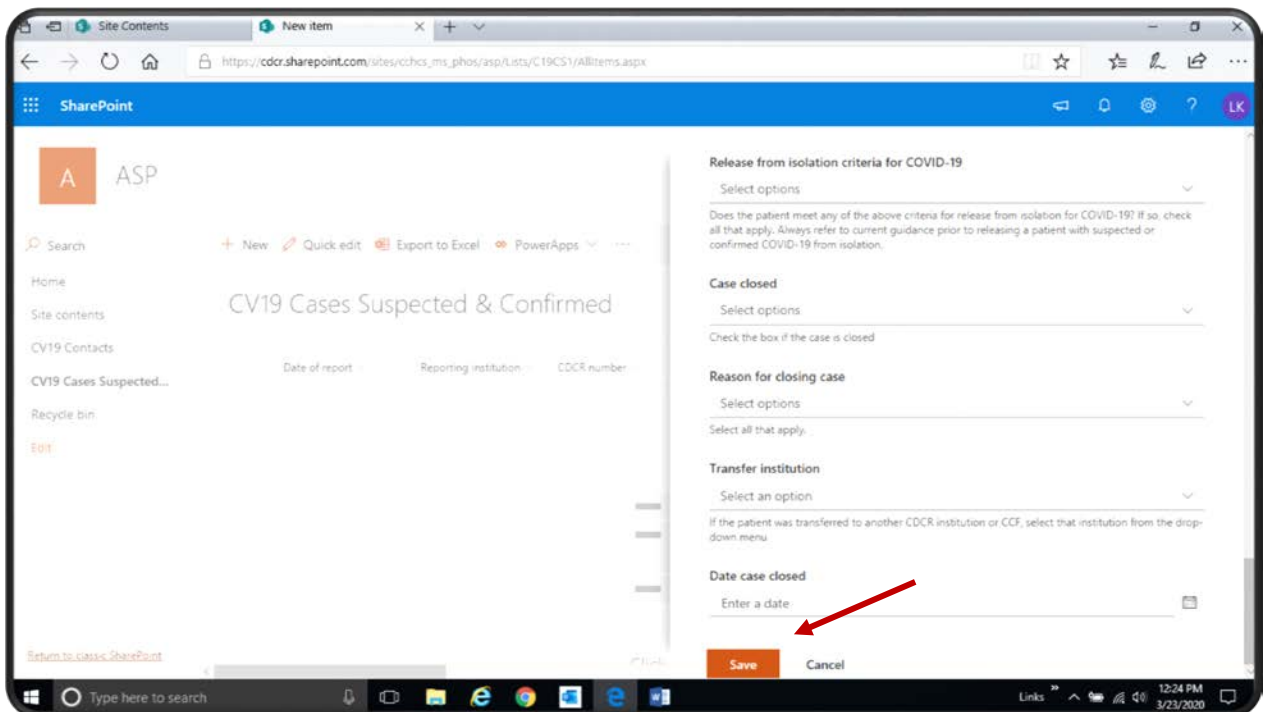 Site Contents
New item
https://cdcr.sharepoint.com/sites/cchcs_ms_phos/asp/Lists/C19CS1/AllItems.aspx
SharePoint
LK
A
ASP
Search
Home
Site contents
CV19 Contacts
CV19 Cases Suspected...
Recycle bin
Edit
Return to classic SharePoint
New
Quick edit
Export to Excel
PowerApps
CV19 Cases Suspected & Confirmed
Date of report
Reporting institution
CDCR number
Release from isolation criteria for COVID-19
Select options
Does the patient meet any of the above criteria for release from isolation for COVID-19? If so, check
all that apply. Always refer to current guidance prior to releasing a patient with suspected or
confirmed COVID-19 from isolation.
Case closed
Select options
Check the box if the case is closed
Reason for closing case
Select options
Select all that apply.
Transfer institution
Select an option
If the patient was transferred to another CDCR institution or CCF, select that institution from the drop-
down menu
Date case closed
Enter a date
Save
Cancel
Type here to search
Links
12:24 PM
3/23/2020